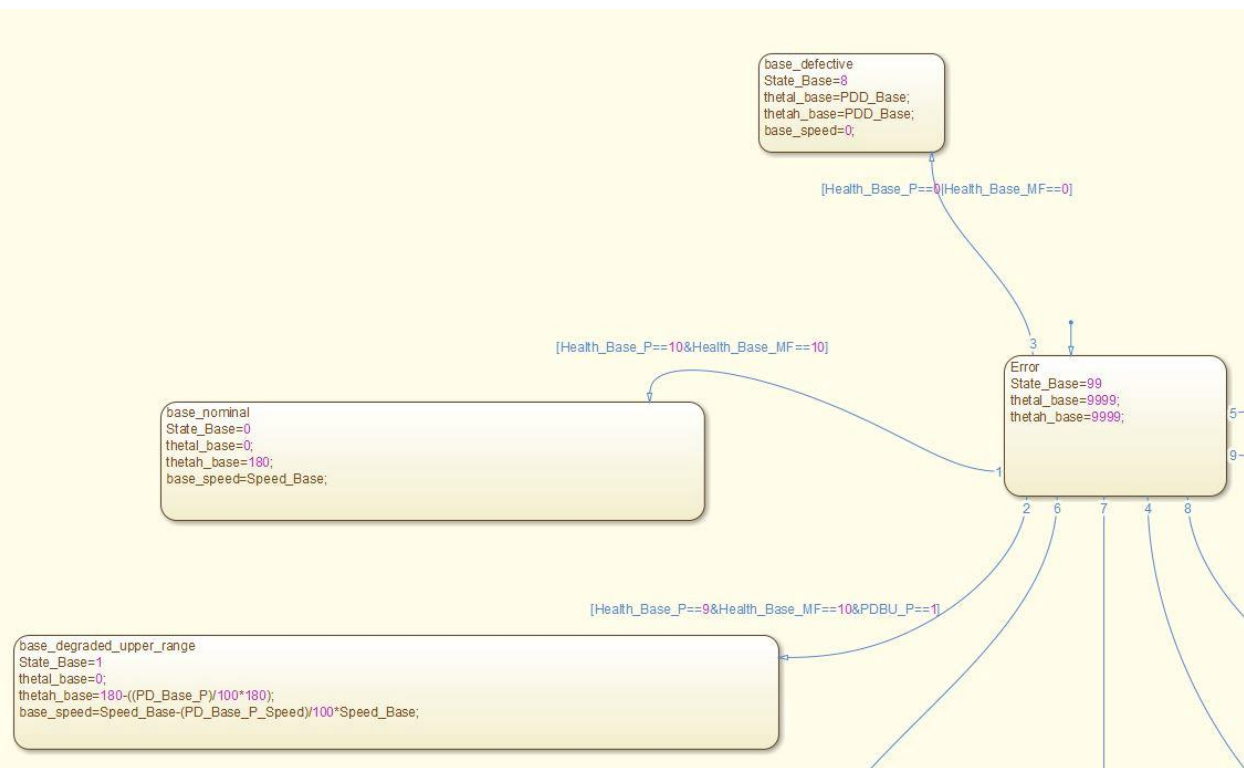 base_defective
State_Base=8
thetal_base=PDD_Base;
thetah_base=PDD_Base;
base_speed=0;
[Health_Base_P==0|Health_Base_MF==0]
3
[Health_Base_P==10&Health_Base_MF==10]
Error
State_Base=99
thetal_base=9999;
thetah_base=9999;
5
9
1
base_nominal
State_Base=0
thetal_base=0;
thetah_base=180;
base_speed=Speed_Base;
2 6 7 4 8
[Health_Base_P==9&Health_Base_MF==10&PDBU_P==1]
base_degraded_upper_range
State_Base=1
thetal_base=0;
thetah_base=180-((PD_Base_P)/100*180);
base_speed=Speed_Base-(PD_Base_P_Speed)/100*Speed_Base;